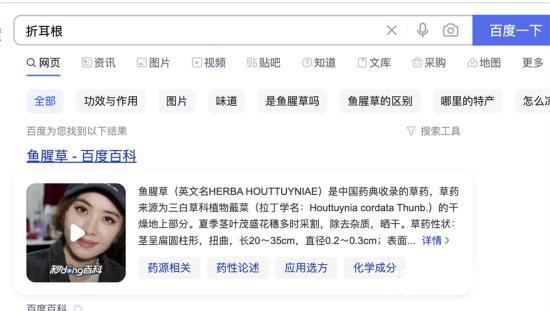 折耳根
百度一下
网页 资讯 图片 视频 贴吧 知道 文库 采购 地图 更多
全部 功效与作用 图片 味道 是鱼腥草吗 鱼腥草的区别 哪里的特产
百度为您找到以下结果 搜索工具
鱼腥草 - 百度百科
鱼腥草（英文名HERBA HOUTTUYNIAE）是中国药典收录的草药，草药
来源为三白草科植物蕺菜（拉丁学名：Houttuynia cordata Thunb.）的干
燥地上部分。夏季茎叶茂盛花穗多时采割，除去杂质，晒干。草药性状：
茎呈扁圆柱形，扭曲，长20～35cm，直径0.2～0.3cm；表面... 详情
秒dǒng百科
药源相关 药性论述 应用选方 化学成分
百度百科